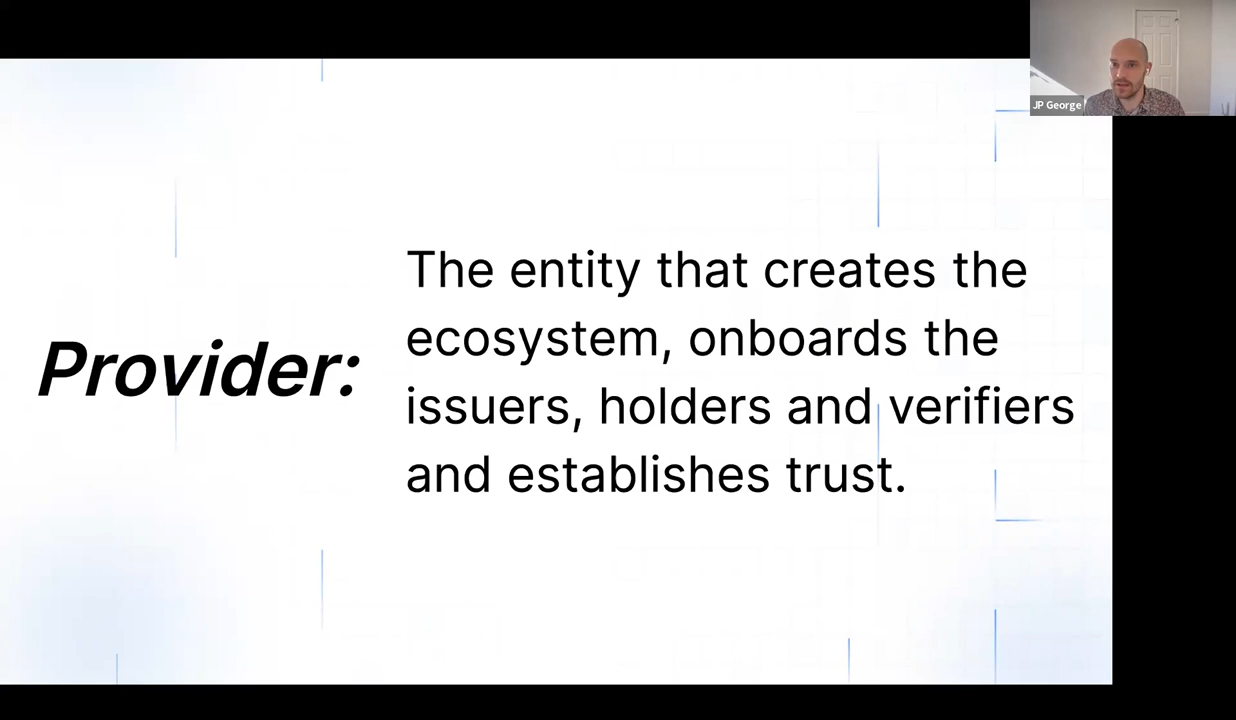 JP George
Provider:
The entity that creates the
ecosystem, onboards the
issuers, holders and verifiers
and establishes trust.